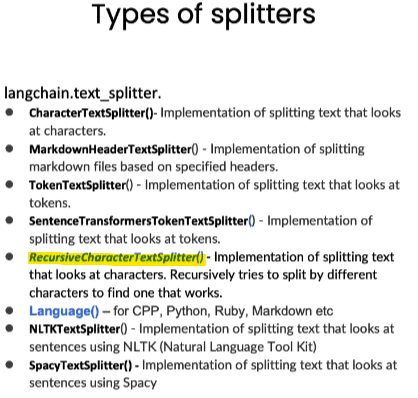 Types of splitters
langchain.text_splitter.
● CharacterTextSplitter()- Implementation of splitting text that looks
at characters.
● MarkdownHeaderTextSplitter() - Implementation of splitting
markdown files based on specified headers.
● TokenTextSplitter() - Implementation of splitting text that looks at
tokens.
● SentenceTransformersTokenTextSplitter() - Implementation of
splitting text that looks at tokens.
● RecursiveCharacterTextSplitter() - Implementation of splitting text
that looks at characters. Recursively tries to split by different
characters to find one that works.
● Language() – for CPP, Python, Ruby, Markdown etc
● NLTKTextSplitter() - Implementation of splitting text that looks at
sentences using NLTK (Natural Language Tool Kit)
● SpacyTextSplitter() - Implementation of splitting text that looks at
sentences using Spacy